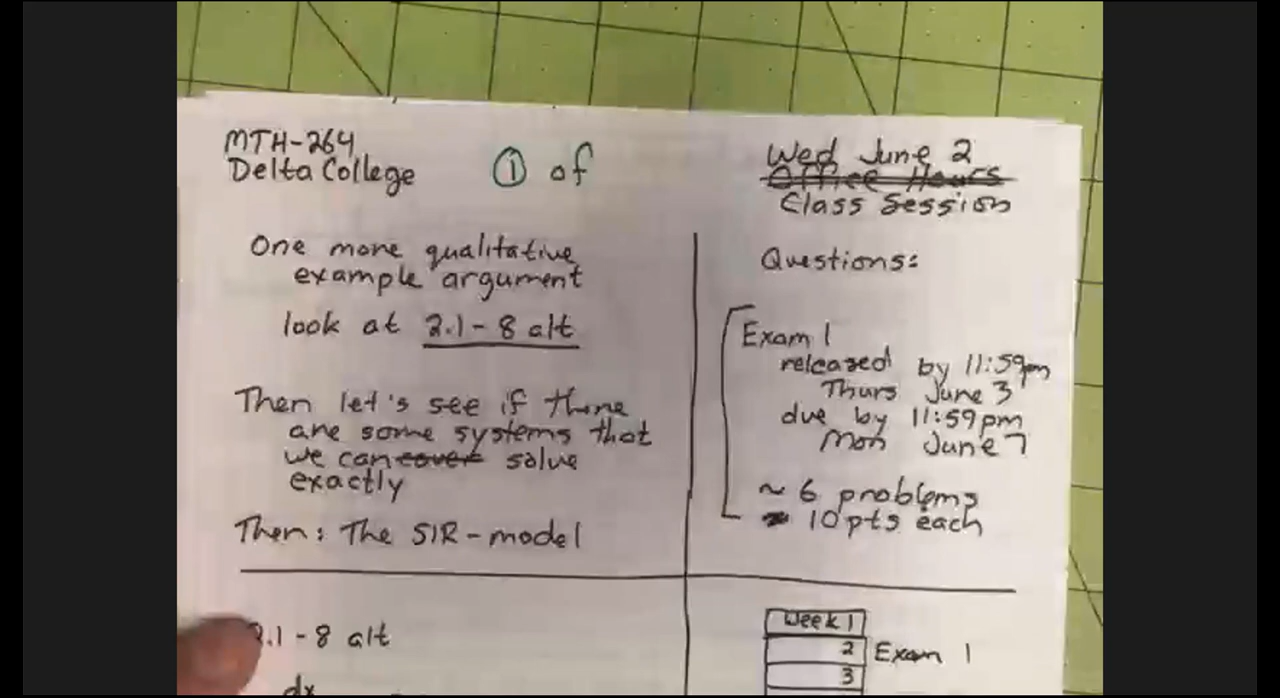 MTH-264
Delta College
① of
Wed June 2
Office Hours
Class Session
One more qualitative
example argument
look at 2.1-8 alt
Then let's see if there
are some systems that
we can cover solve
exactly
Then: The SIR-model
Questions:
Exam 1
released by 11:59pm
Thurs June 3
due by 11:59pm
Mon June 7
~ 6 problems
~ 10 pts each
2.1-8 alt
dx
Week 1
2 Exam 1
3